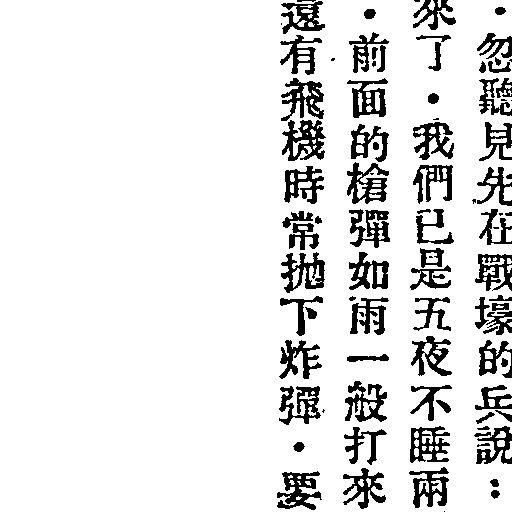 ・忽聽見先在戰壕的兵說：
來了・我們已是五夜不睡兩
・前面的槍彈如雨一般打來
還有飛機時常拋下炸彈・要